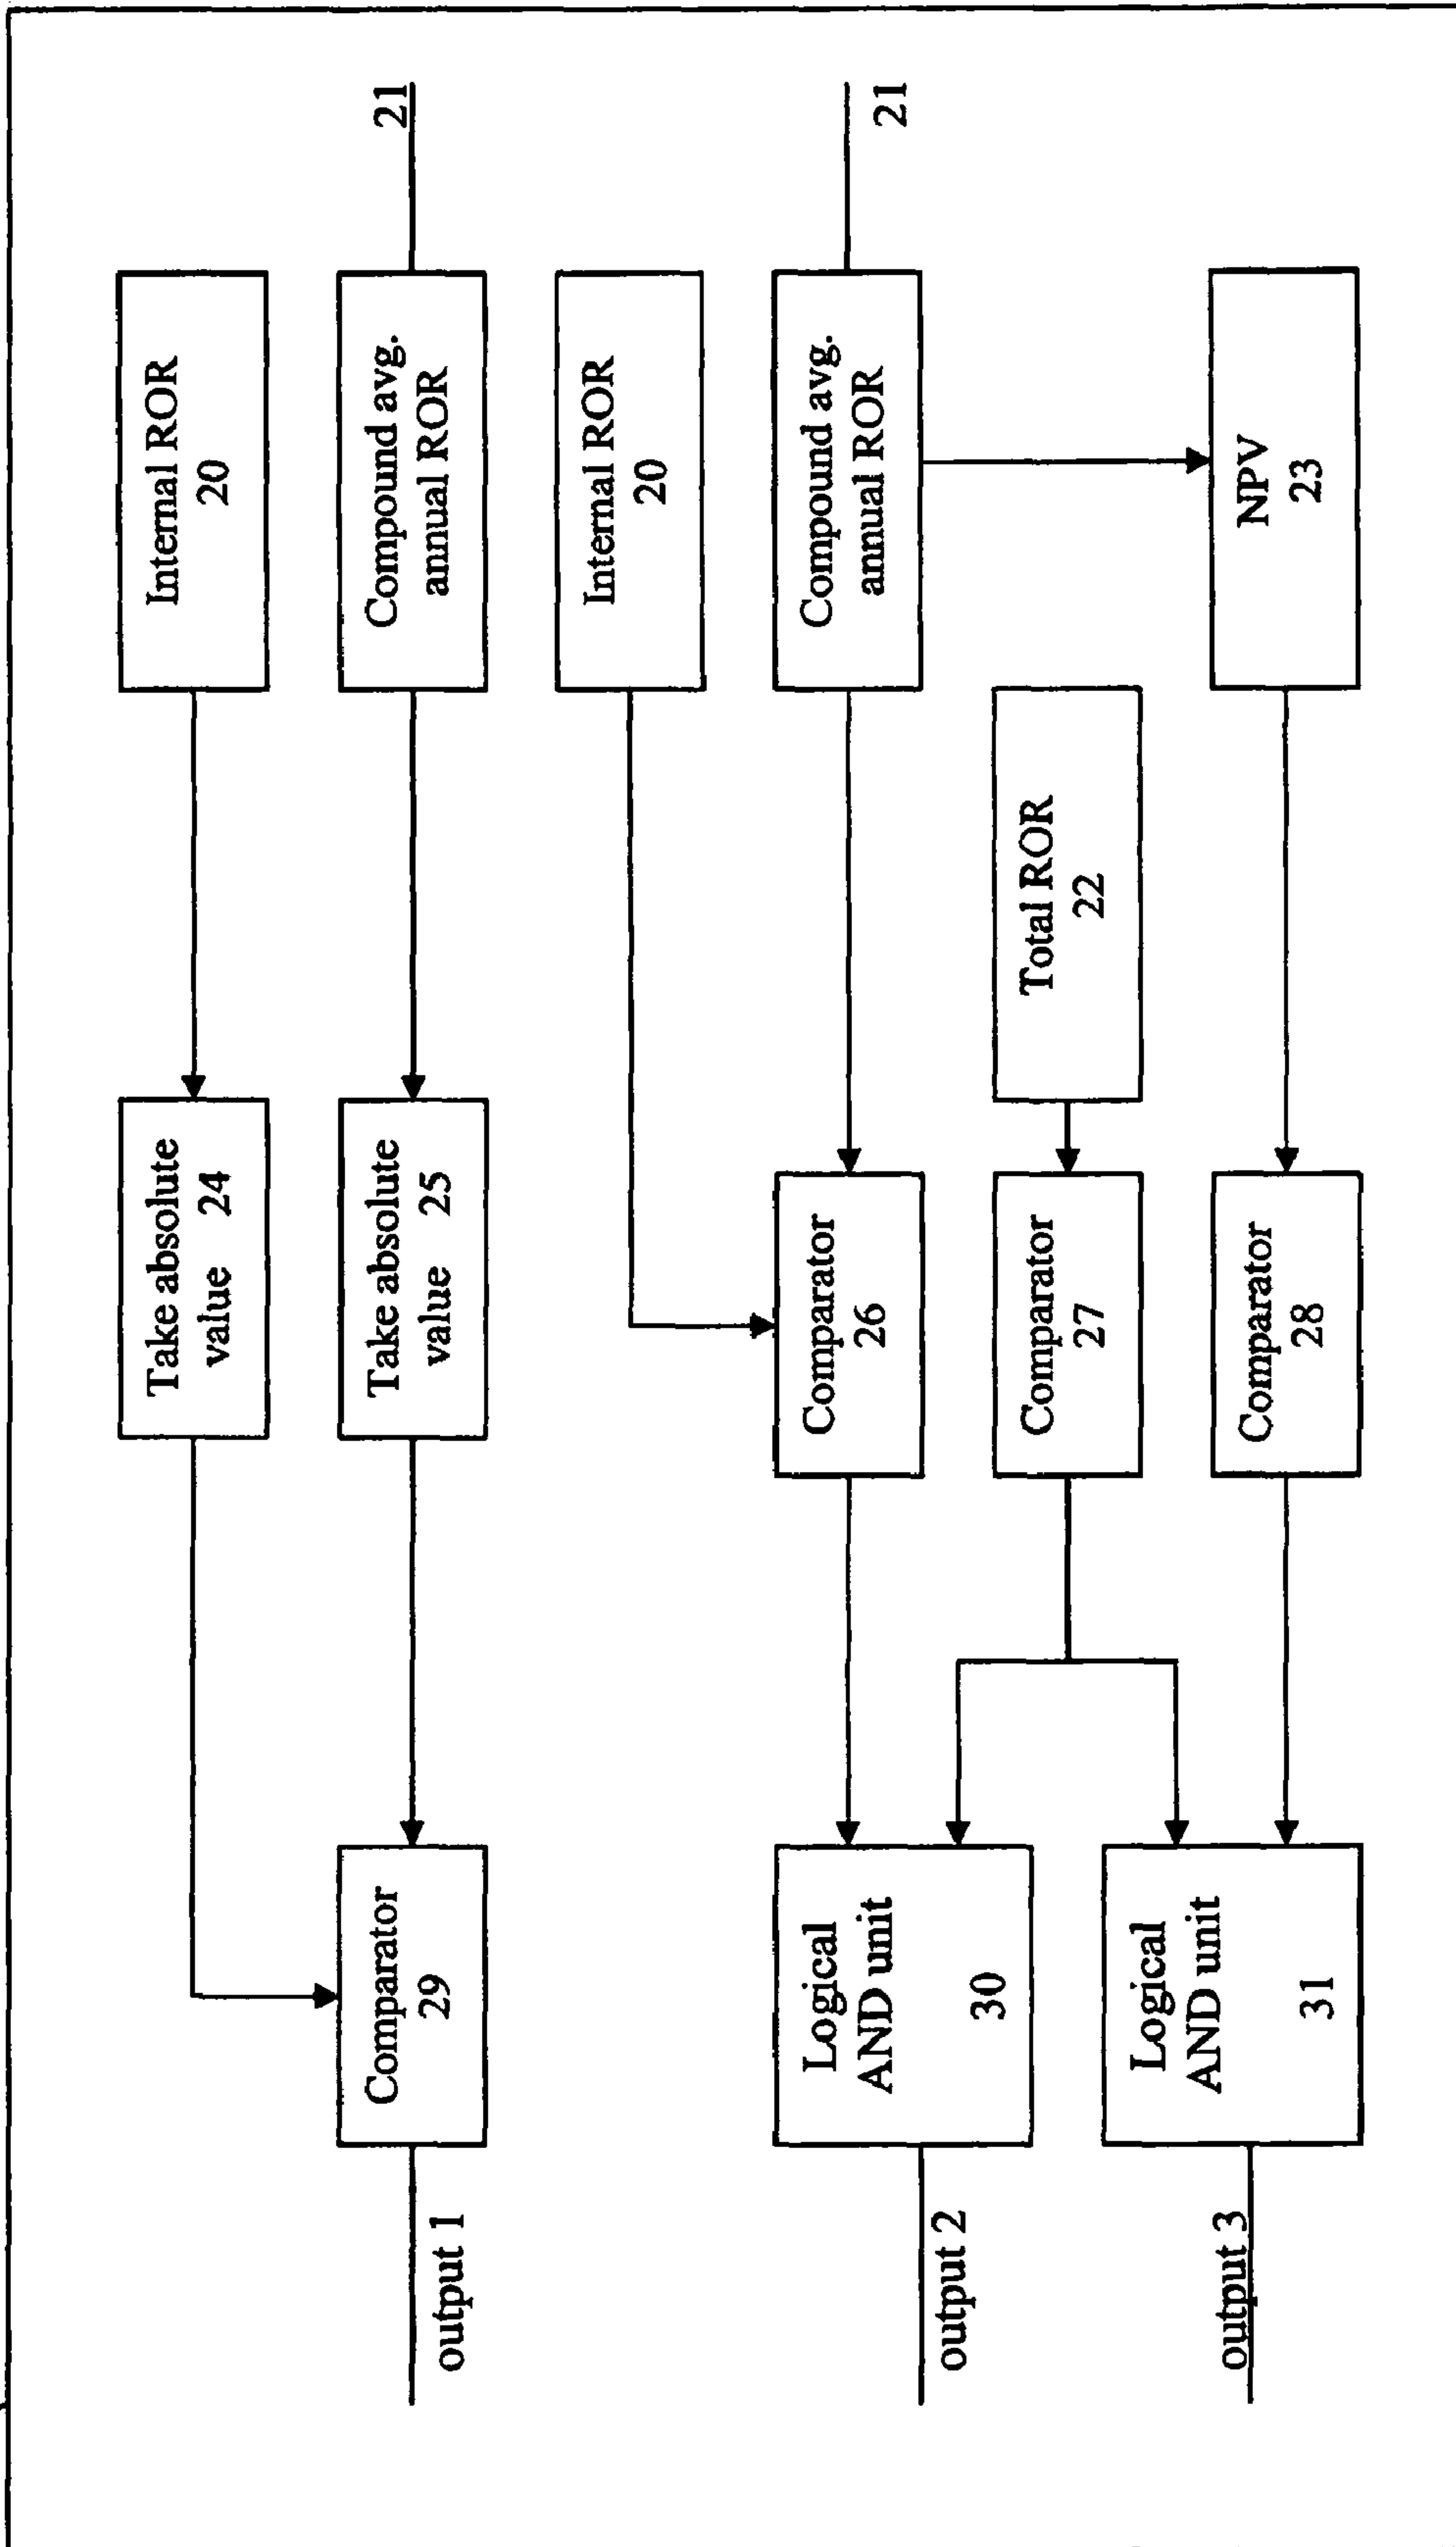 Internal ROR
20
Compound avg.
annual ROR
21
Internal ROR
20
Compound avg.
annual ROR
21
Total ROR
22
NPV
23
Take absolute
value 24
Take absolute
value 25
Comparator
26
Comparator
27
Comparator
28
Comparator
29
Logical
AND unit
30
Logical
AND unit
31
output 1
output 2
output 3